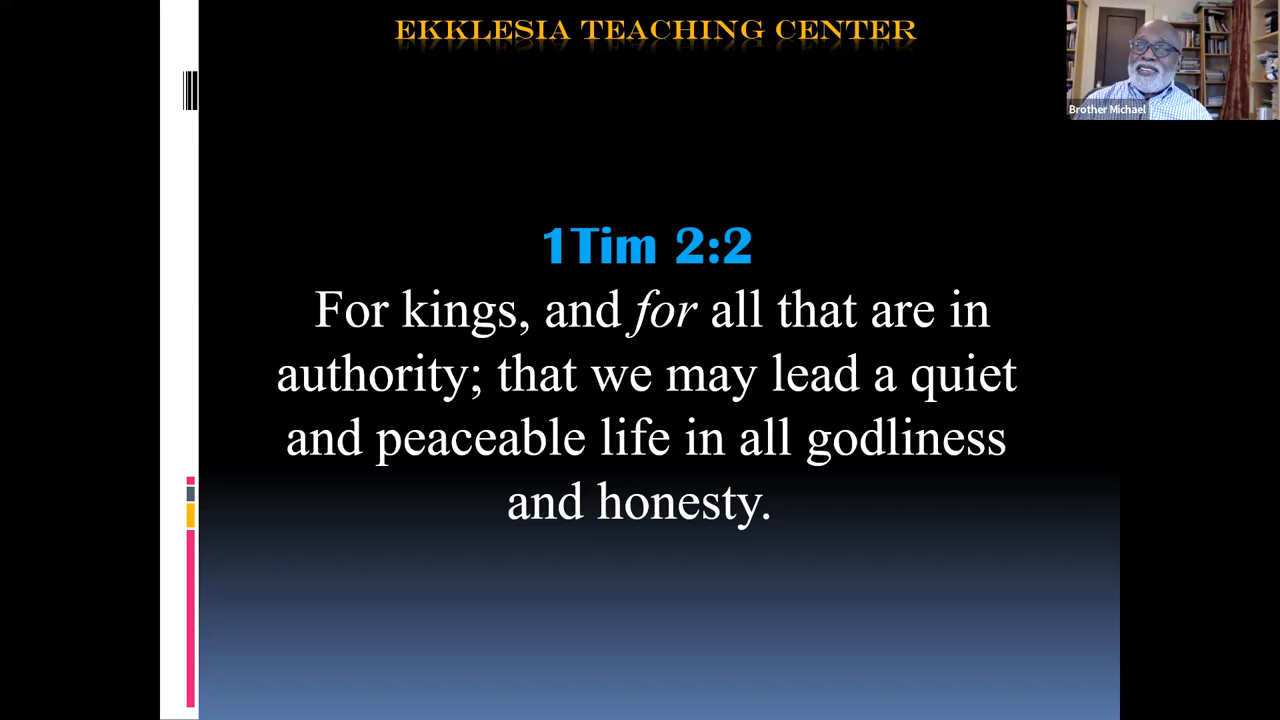 EKKLESIA TEACHING CENTER
Brother Michael
1Tim 2:2
For kings, and for all that are in
authority; that we may lead a quiet
and peaceable life in all godliness
and honesty.